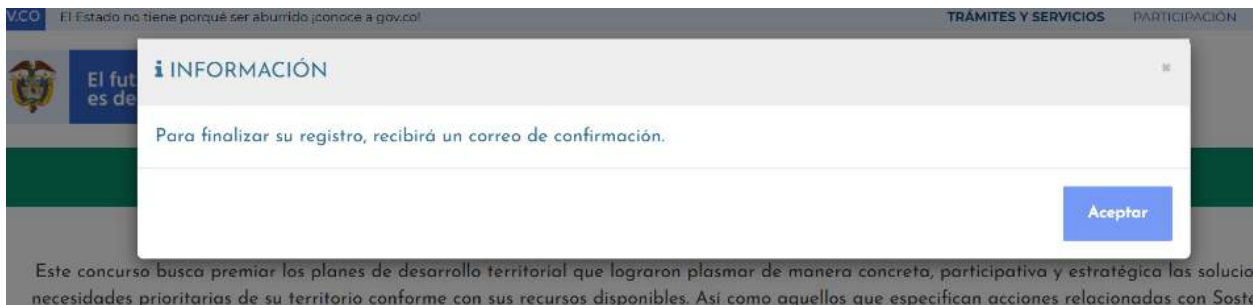 V.CO El Estado no tiene porqué ser aburrido ¡conoce a gov.co! TRÁMITES Y SERVICIOS PARTICIPACIÓN
i INFORMACIÓN ×
El fut
es de
Para finalizar su registro, recibirá un correo de confirmación.
Aceptar
Este concurso busca premiar los planes de desarrollo territorial que lograron plasmar de manera concreta, participativa y estratégica las solucio
necesidades prioritarias de su territorio conforme con sus recursos disponibles. Así como aquellos que especifican acciones relacionadas con Sost